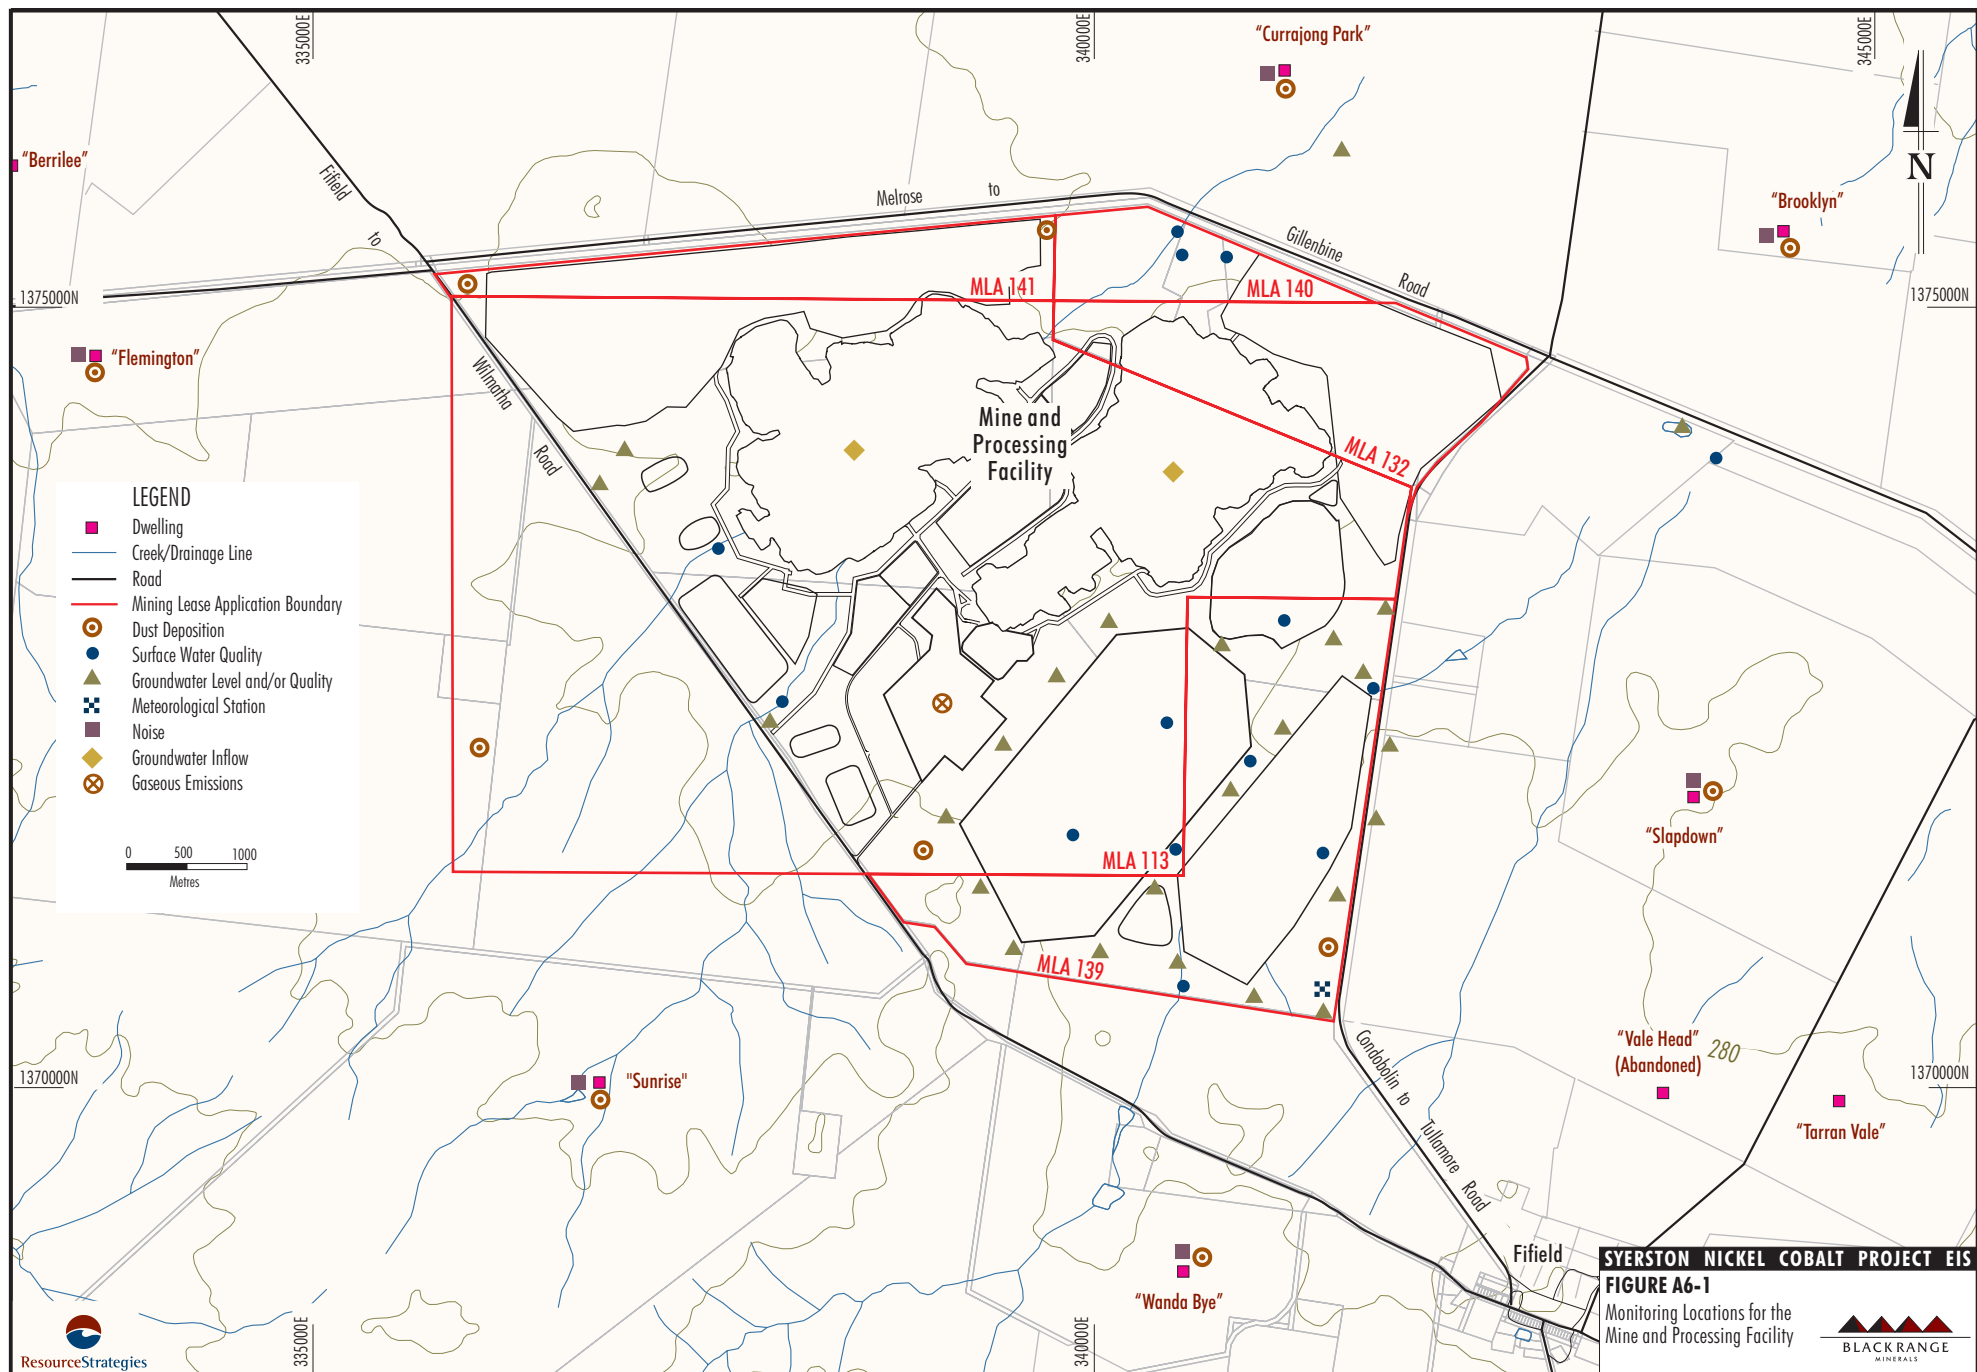 335000E
340000E
345000E
"Currajong Park"
"Berrilee"
Fifield
to
Melrose
to
"Brooklyn"
N
Gillenbine
Road
1375000N
MLA 141
MLA 140
1375000N
"Flemington"
Wilmatha
Road
Mine and
Processing
Facility
MLA 132
LEGEND
Dwelling
Creek/Drainage Line
Road
Mining Lease Application Boundary
Dust Deposition
Surface Water Quality
Groundwater Level and/or Quality
Meteorological Station
Noise
Groundwater Inflow
Gaseous Emissions
0 500 1000
Metres
"Slapdown"
MLA 113
MLA 139
"Vale Head"
(Abandoned)
280
1370000N
"Sunrise"
1370000N
Condobolin to
Tullamore
Road
"Tarran Vale"
"Wanda Bye"
Fifield
335000E
340000E
ResourceStrategies
SYERSTON NICKEL COBALT PROJECT EIS
FIGURE A6-1
Monitoring Locations for the
Mine and Processing Facility
BLACK RANGE
MINERALS